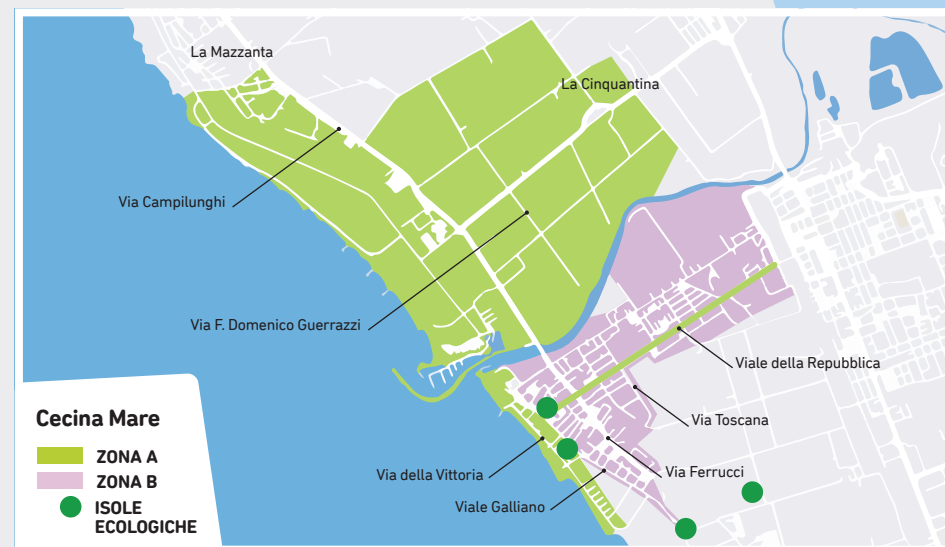 La Mazzanta
La Cinquantina
Via Campilunghi
Via F. Domenico Guerrazzi
Viale della Repubblica
Via Toscana
Via della Vittoria
Via Ferrucci
Viale Galliano
Cecina Mare
ZONA A
ZONA B
ISOLE
ECOLOGICHE